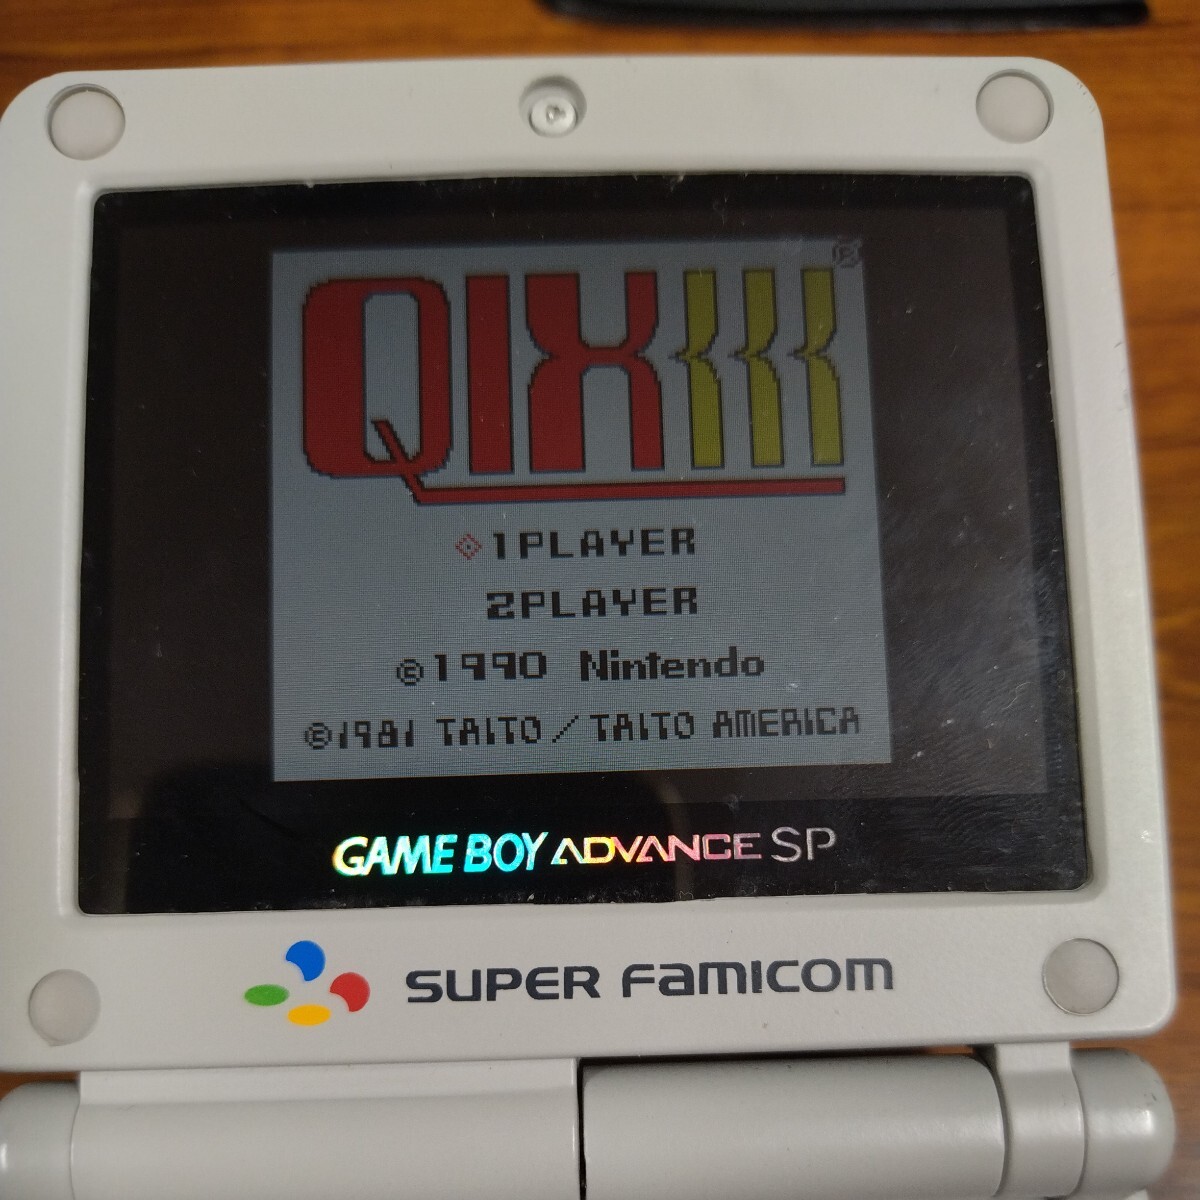 QIX
®
1PLAYER
2PLAYER
©1990 Nintendo
©1981 TAITO/TAITO AMERICA
GAME BOY ADVANCE SP
SUPER FAMICOM